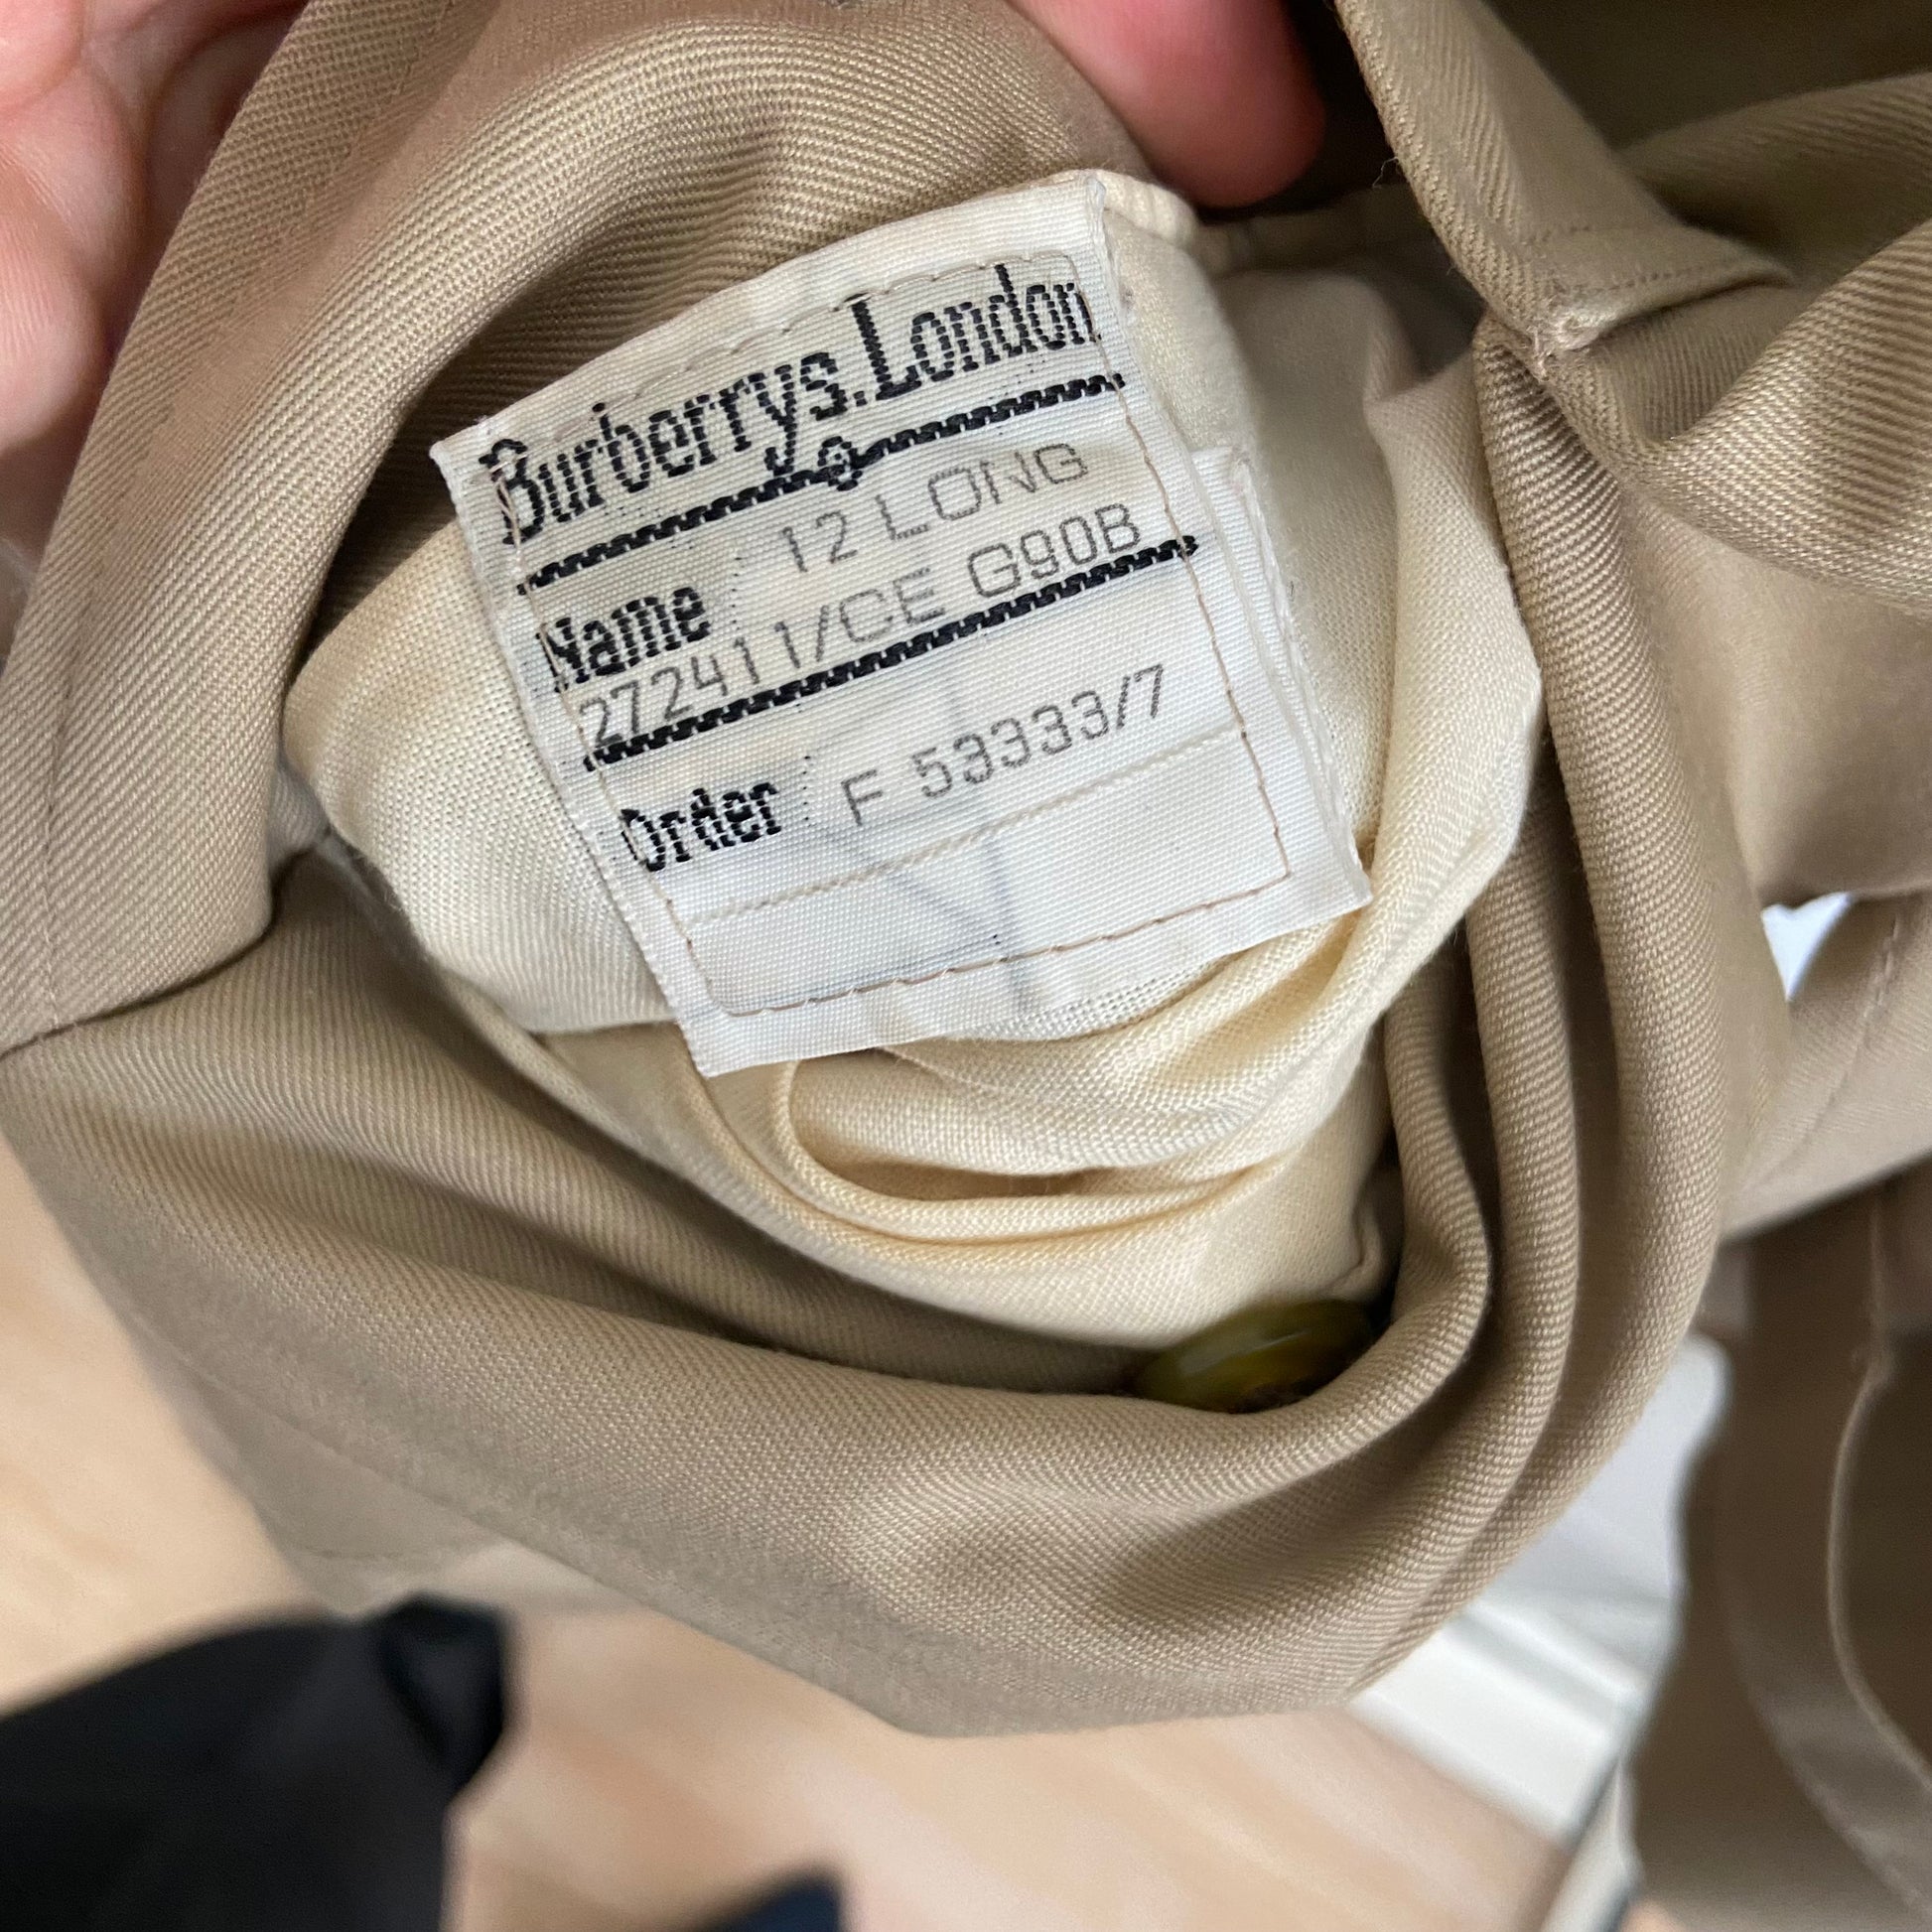 Burberrys. London
12 LONG
Name
272411/CE G90B
Order F 53333/7